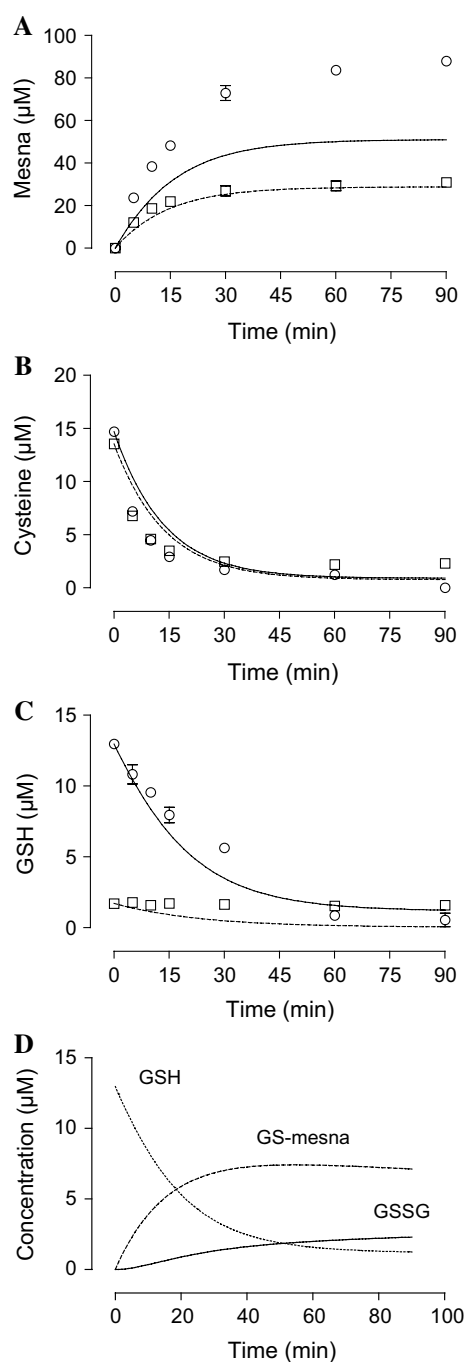 A
Mesna (µM)
100
80
60
40
20
0
0 15 30 45 60 75 90
Time (min)
B
Cysteine (µM)
20
15
10
5
0
0 15 30 45 60 75 90
Time (min)
C
GSH (µM)
15
10
5
0
0 15 30 45 60 75 90
Time (min)
D
Concentration (µM)
15
10
5
0
GSH
GS-mesna
GSSG
0 20 40 60 80 100
Time (min)